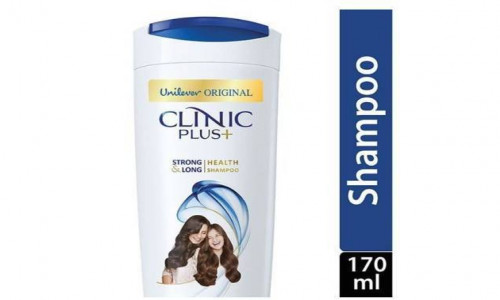 Unilever ORIGINAL
CLINIC
PLUS+
STRONG & LONG
HEALTH SHAMPOO
Shampoo
170
ml